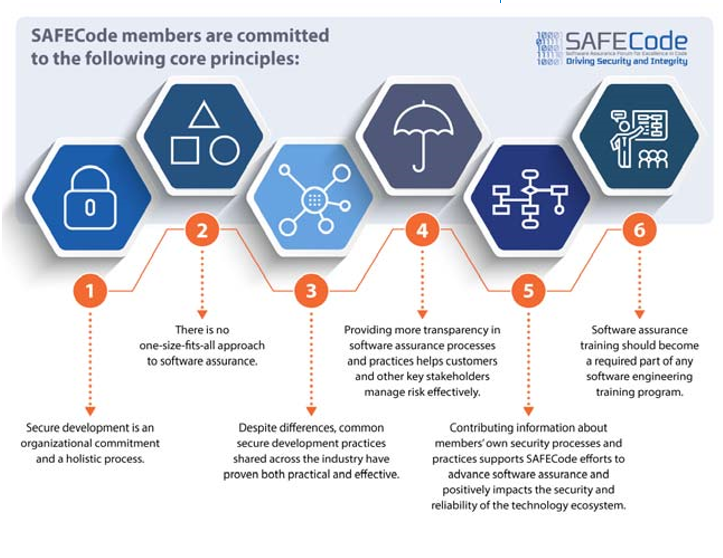 SAFECode members are committed
to the following core principles:
SAFECode
Software Assurance Forum for Excellence in Code
Driving Security and Integrity
1
Secure development is an
organizational commitment
and a holistic process.
2
There is no
one-size-fits-all approach
to software assurance.
3
Despite differences, common
secure development practices
shared across the industry have
proven both practical and effective.
4
Providing more transparency in
software assurance processes
and practices helps customers
and other key stakeholders
manage risk effectively.
5
Contributing information about
members' own security processes and
practices supports SAFECode efforts to
advance software assurance and
positively impacts the security and
reliability of the technology ecosystem.
6
Software assurance
training should become
a required part of any
software engineering
training program.